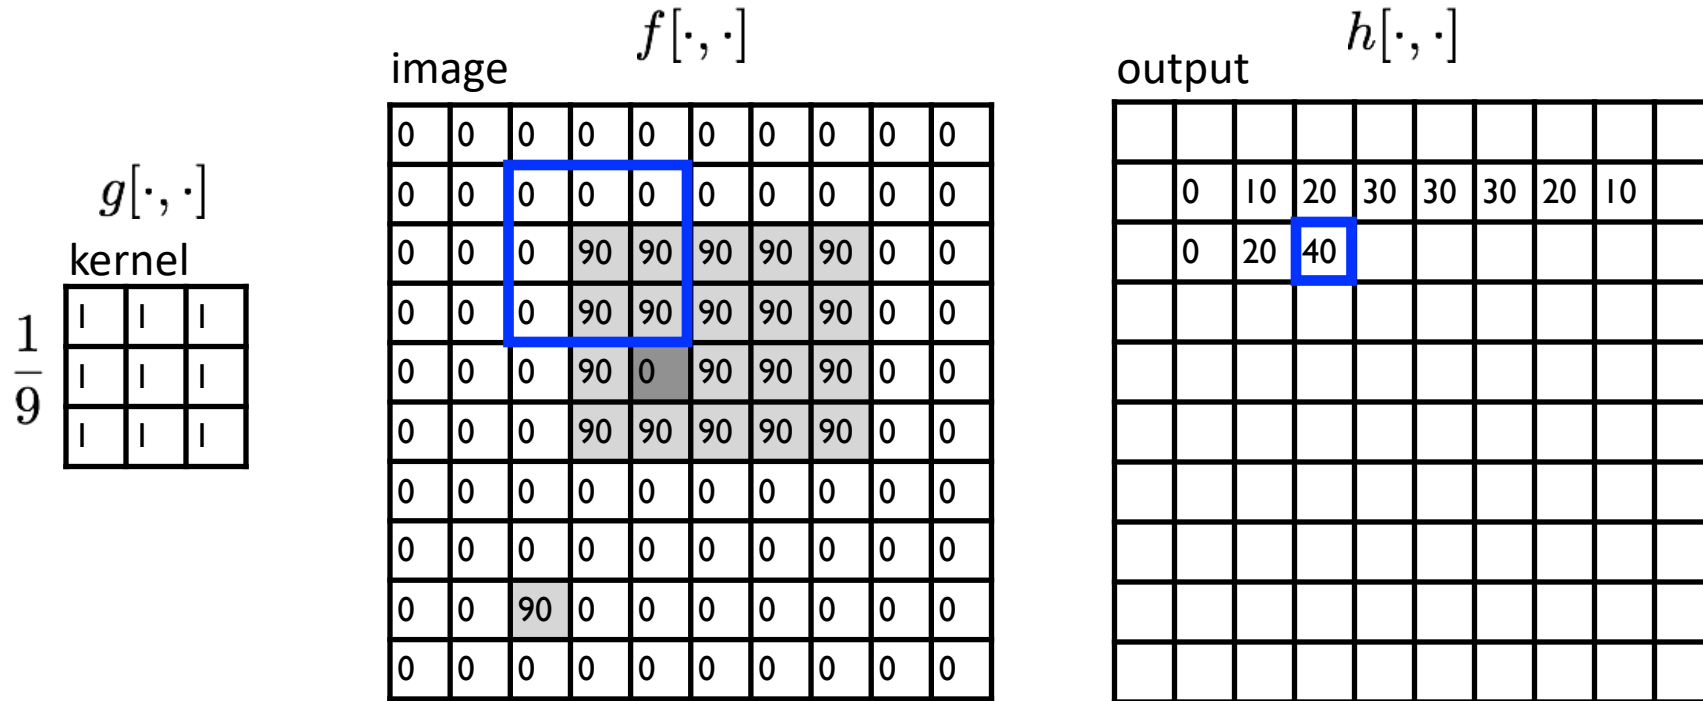 f[·, ·]
h[·, ·]
image
output
g[·, ·]
kernel
1/9
1 1 1
1 1 1
1 1 1
0 0 0 0 0 0 0 0 0 0
0 0 0 0 0 0 0 0 0 0
0 0 0 90 90 90 90 90 0 0
0 0 0 90 90 90 90 90 0 0
0 0 0 90 0 90 90 90 0 0
0 0 0 90 90 90 90 90 0 0
0 0 0 0 0 0 0 0 0 0
0 0 0 0 0 0 0 0 0 0
0 0 90 0 0 0 0 0 0 0
0 0 0 0 0 0 0 0 0 0
0 10 20 30 30 30 20 10
0 20 40